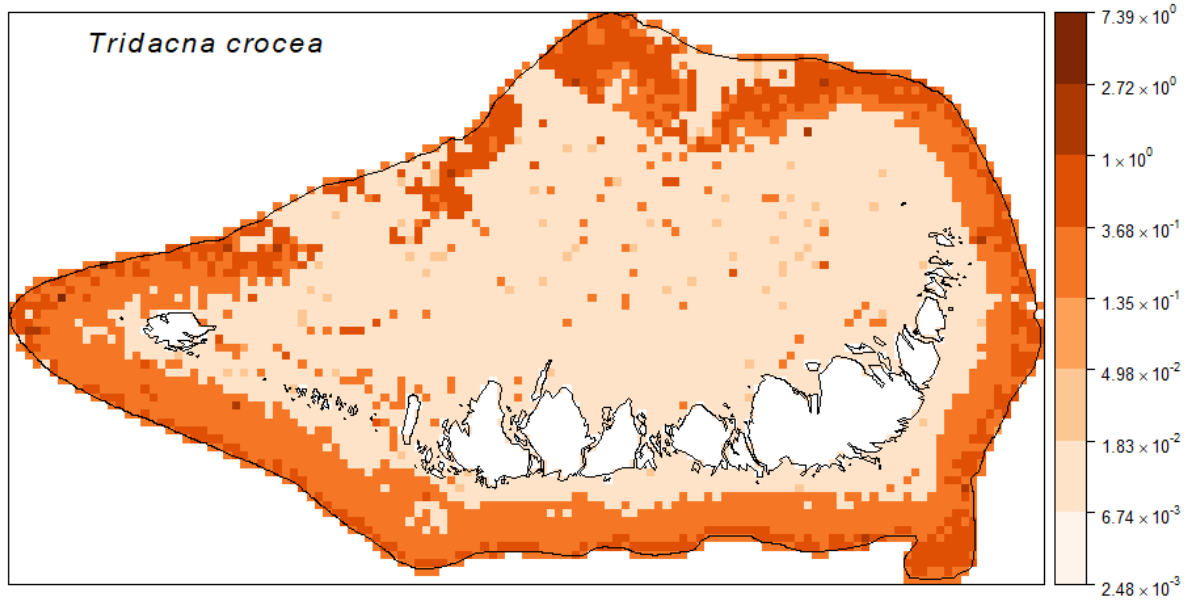 Tridacna crocea
7.39 × 10⁰
2.72 × 10⁰
1 × 10⁰
3.68 × 10⁻¹
1.35 × 10⁻¹
4.98 × 10⁻²
1.83 × 10⁻²
6.74 × 10⁻³
2.48 × 10⁻³